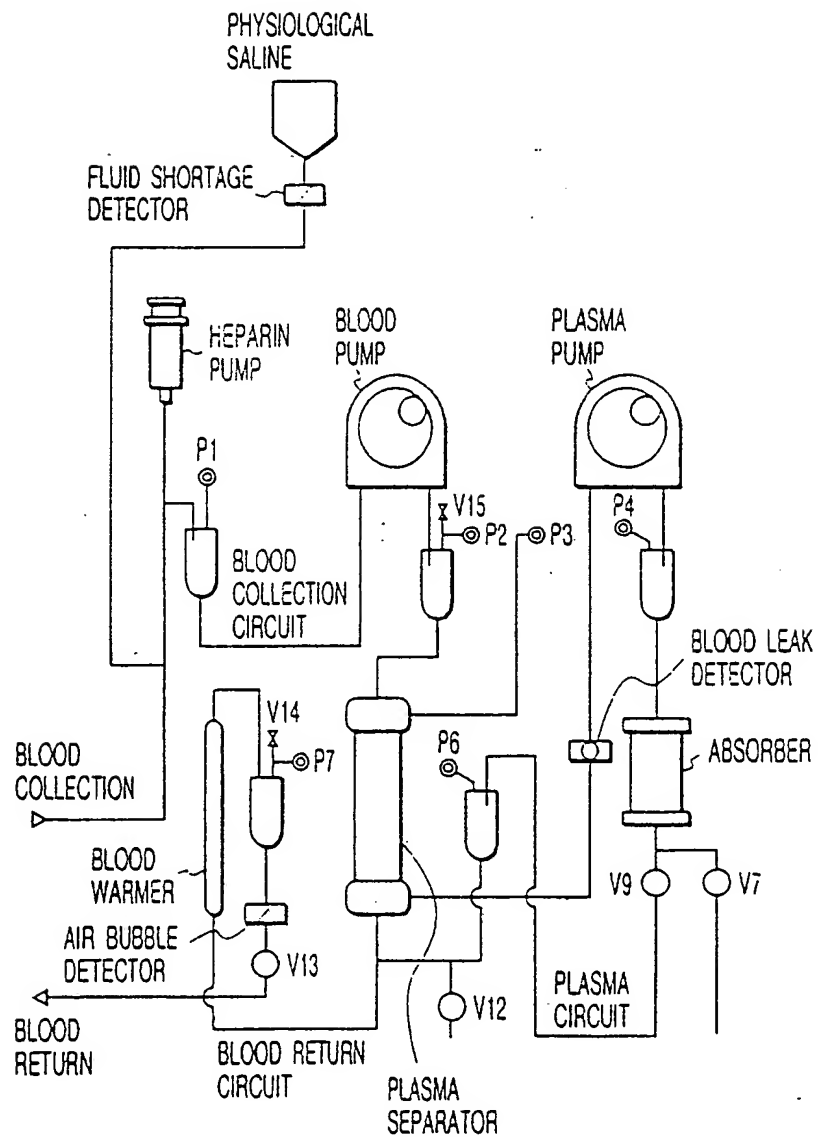 PHYSIOLOGICAL
SALINE
FLUID SHORTAGE
DETECTOR
HEPARIN
PUMP
BLOOD
PUMP
PLASMA
PUMP
P1
V15
P2
P3
P4
BLOOD
COLLECTION
CIRCUIT
BLOOD LEAK
DETECTOR
V14
P7
P6
ABSORBER
BLOOD
COLLECTION
BLOOD
WARMER
V9
V7
AIR BUBBLE
DETECTOR
V13
PLASMA
CIRCUIT
V12
BLOOD
RETURN
BLOOD RETURN
CIRCUIT
PLASMA
SEPARATOR